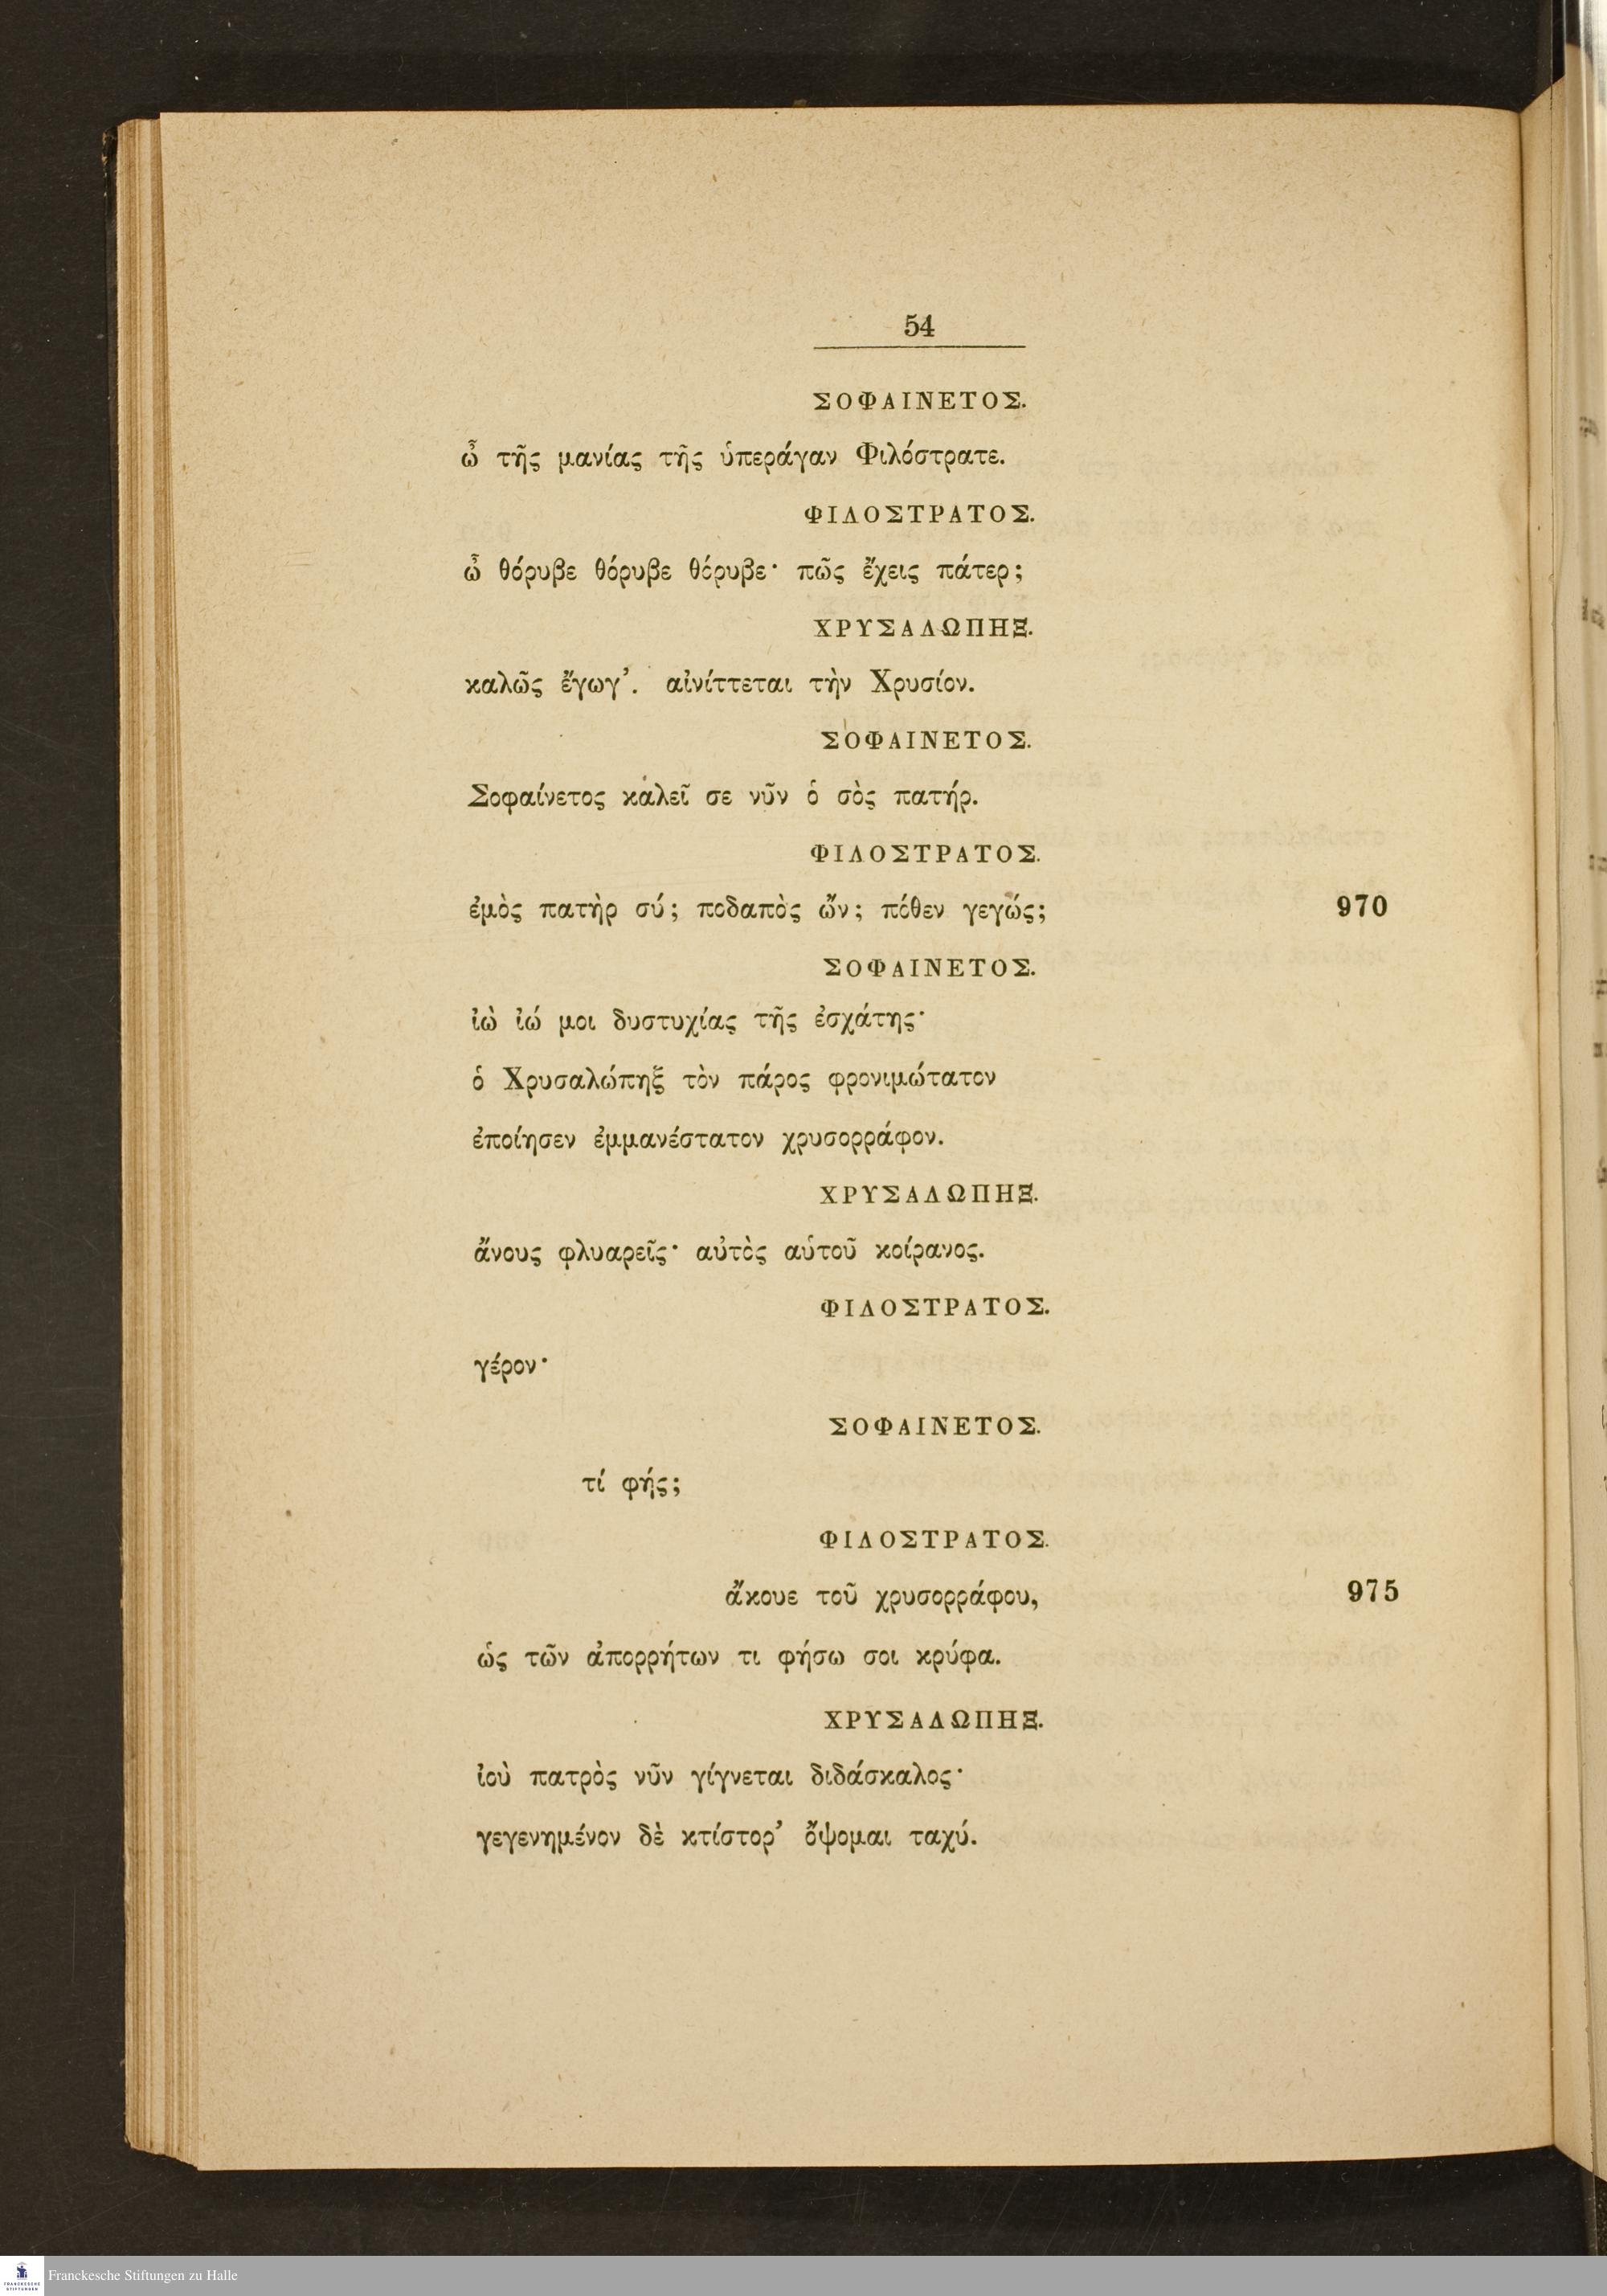 54
ΣΟΦΑΙΝΕΤΟΣ.
ὦ τῆς μανίας τῆς ὑπεράγαν Φιλόστρατε.
ΦΙΛΟΣΤΡΑΤΟΣ.
ὦ θόρυβε θόρυβε θόρυβε· πῶς ἔχεις πάτερ;
ΧΡΥΣΑΛΩΠΗΞ.
καλῶς ἔγωγ’. αἰνίττεται τὴν Χρυσίον.
ΣΟΦΑΙΝΕΤΟΣ.
Σοφαίνετος καλεῖ σε νῦν ὁ σὸς πατήρ.
ΦΙΛΟΣΤΡΑΤΟΣ.
ἐμὸς πατὴρ σύ; ποδαπὸς ὤν; πόθεν γεγώς; 970
ΣΟΦΑΙΝΕΤΟΣ.
ἰὼ ἰώ μοι δυστυχίας τῆς ἐσχάτης·
ὁ Χρυσαλώπηξ τὸν πάρος φρονιμώτατον
ἐποίησεν ἐμμανέστατον χρυσορράφον.
ΧΡΥΣΑΛΩΠΗΞ.
ἄνους φλυαρεῖς· αὐτὸς αὑτοῦ κοίρανος.
ΦΙΛΟΣΤΡΑΤΟΣ.
γέρον·
ΣΟΦΑΙΝΕΤΟΣ.
τί φής;
ΦΙΛΟΣΤΡΑΤΟΣ.
ἄκουε τοῦ χρυσορράφου, 975
ὡς τῶν ἀπορρήτων τι φήσω σοι κρύφα.
ΧΡΥΣΑΛΩΠΗΞ.
ἰοὺ πατρὸς νῦν γίγνεται διδάσκαλος·
γεγενημένον δὲ κτίστορ’ ὄψομαι ταχύ.
FRANCKESCHE
STIFTUNGEN
Franckesche Stiftungen zu Halle